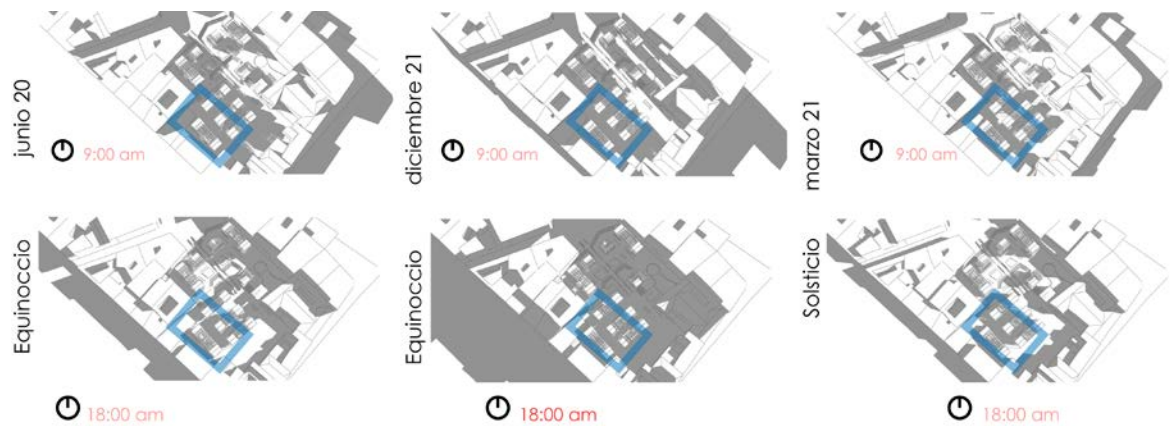 junio 20
9:00 am
diciembre 21
9:00 am
marzo 21
9:00 am
Equinoccio
18:00 am
Equinoccio
18:00 am
Solsticio
18:00 am